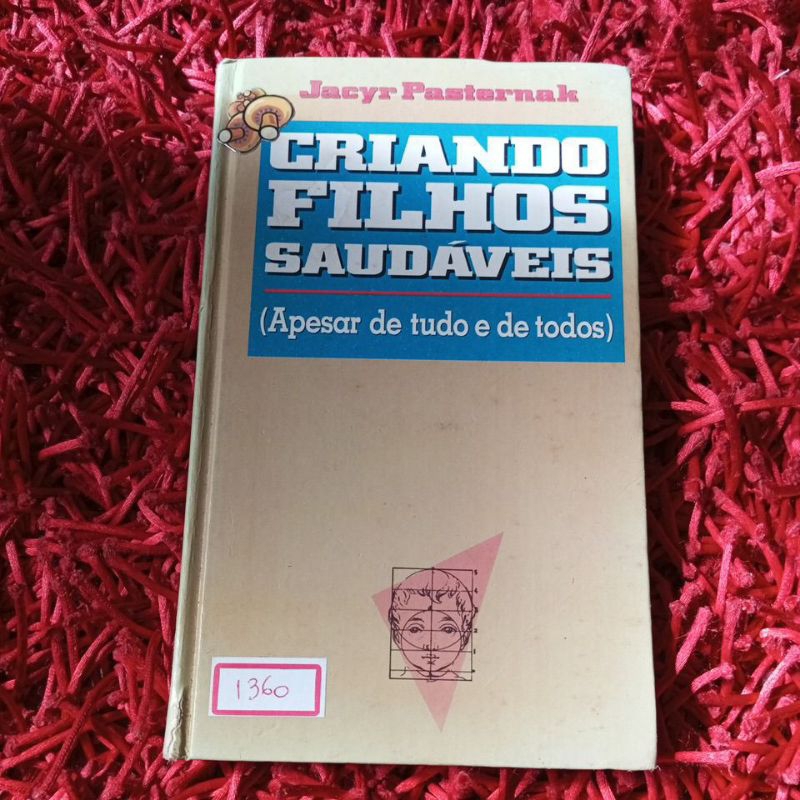 Jacyr Pasternak
CRIANDO
FILHOS
SAUDÁVEIS
(Apesar de tudo e de todos)
1360